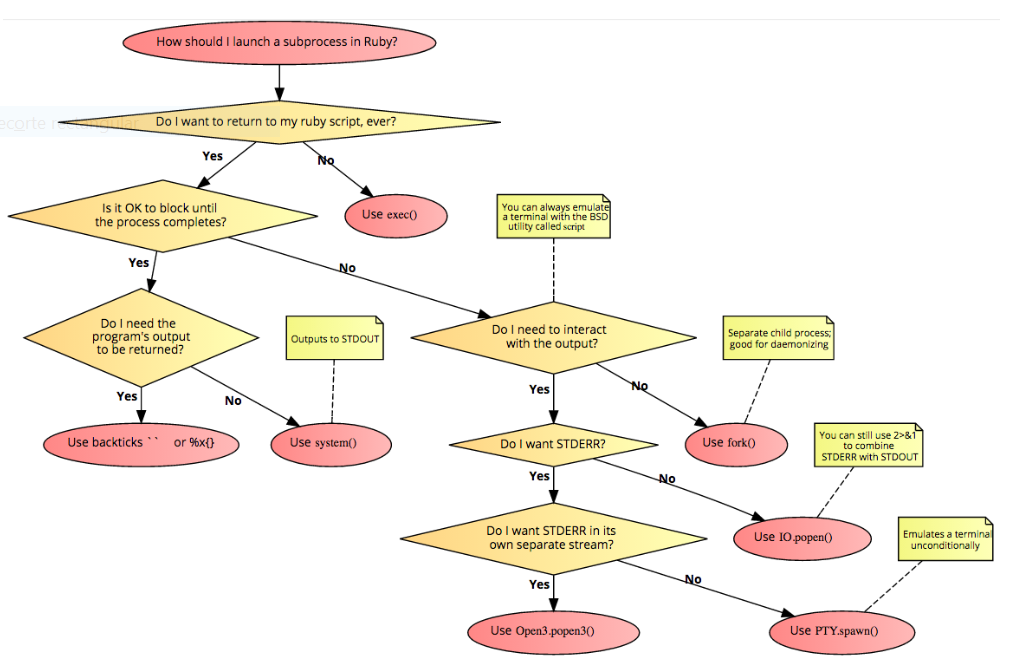 How should I launch a subprocess in Ruby?
Do I want to return to my ruby script, ever?
ecorte rectangular
Yes
No
Is it OK to block until
the process completes?
Use exec()
You can always emulate
a terminal with the BSD
utility called script
Yes
No
Do I need the
program's output
to be returned?
Outputs to STDOUT
Do I need to interact
with the output?
Separate child process;
good for daemonizing
Yes
No
Yes
No
Use backticks `` or %x{}
Use system()
Do I want STDERR?
Use fork()
You can still use 2>&1
to combine
STDERR with STDOUT
Yes
No
Do I want STDERR in its
own separate stream?
Use IO.popen()
Emulates a terminal
unconditionally
Yes
No
Use Open3.popen3()
Use PTY.spawn()